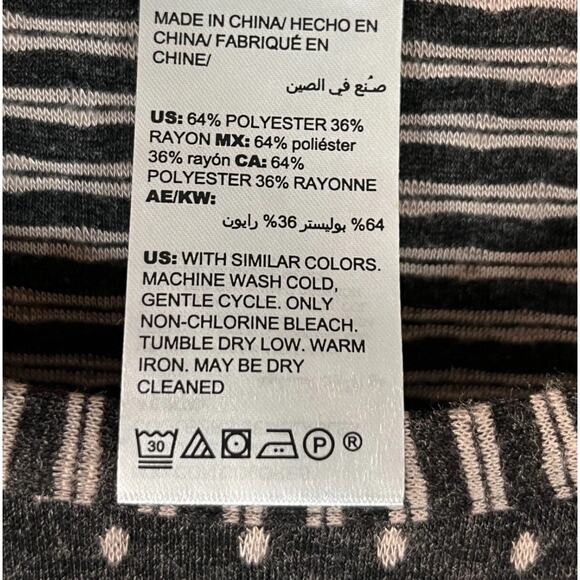 MADE IN CHINA/ HECHO EN
CHINA/ FABRIQUÉ EN
CHINE/
صُنع في الصين
US: 64% POLYESTER 36%
RAYON MX: 64% poliéster
36% rayón CA: 64%
POLYESTER 36% RAYONNE
AE/KW:
64% بوليستر 36% رايون
US: WITH SIMILAR COLORS.
MACHINE WASH COLD,
GENTLE CYCLE. ONLY
NON-CHLORINE BLEACH.
TUMBLE DRY LOW. WARM
IRON. MAY BE DRY
CLEANED
30 P ®